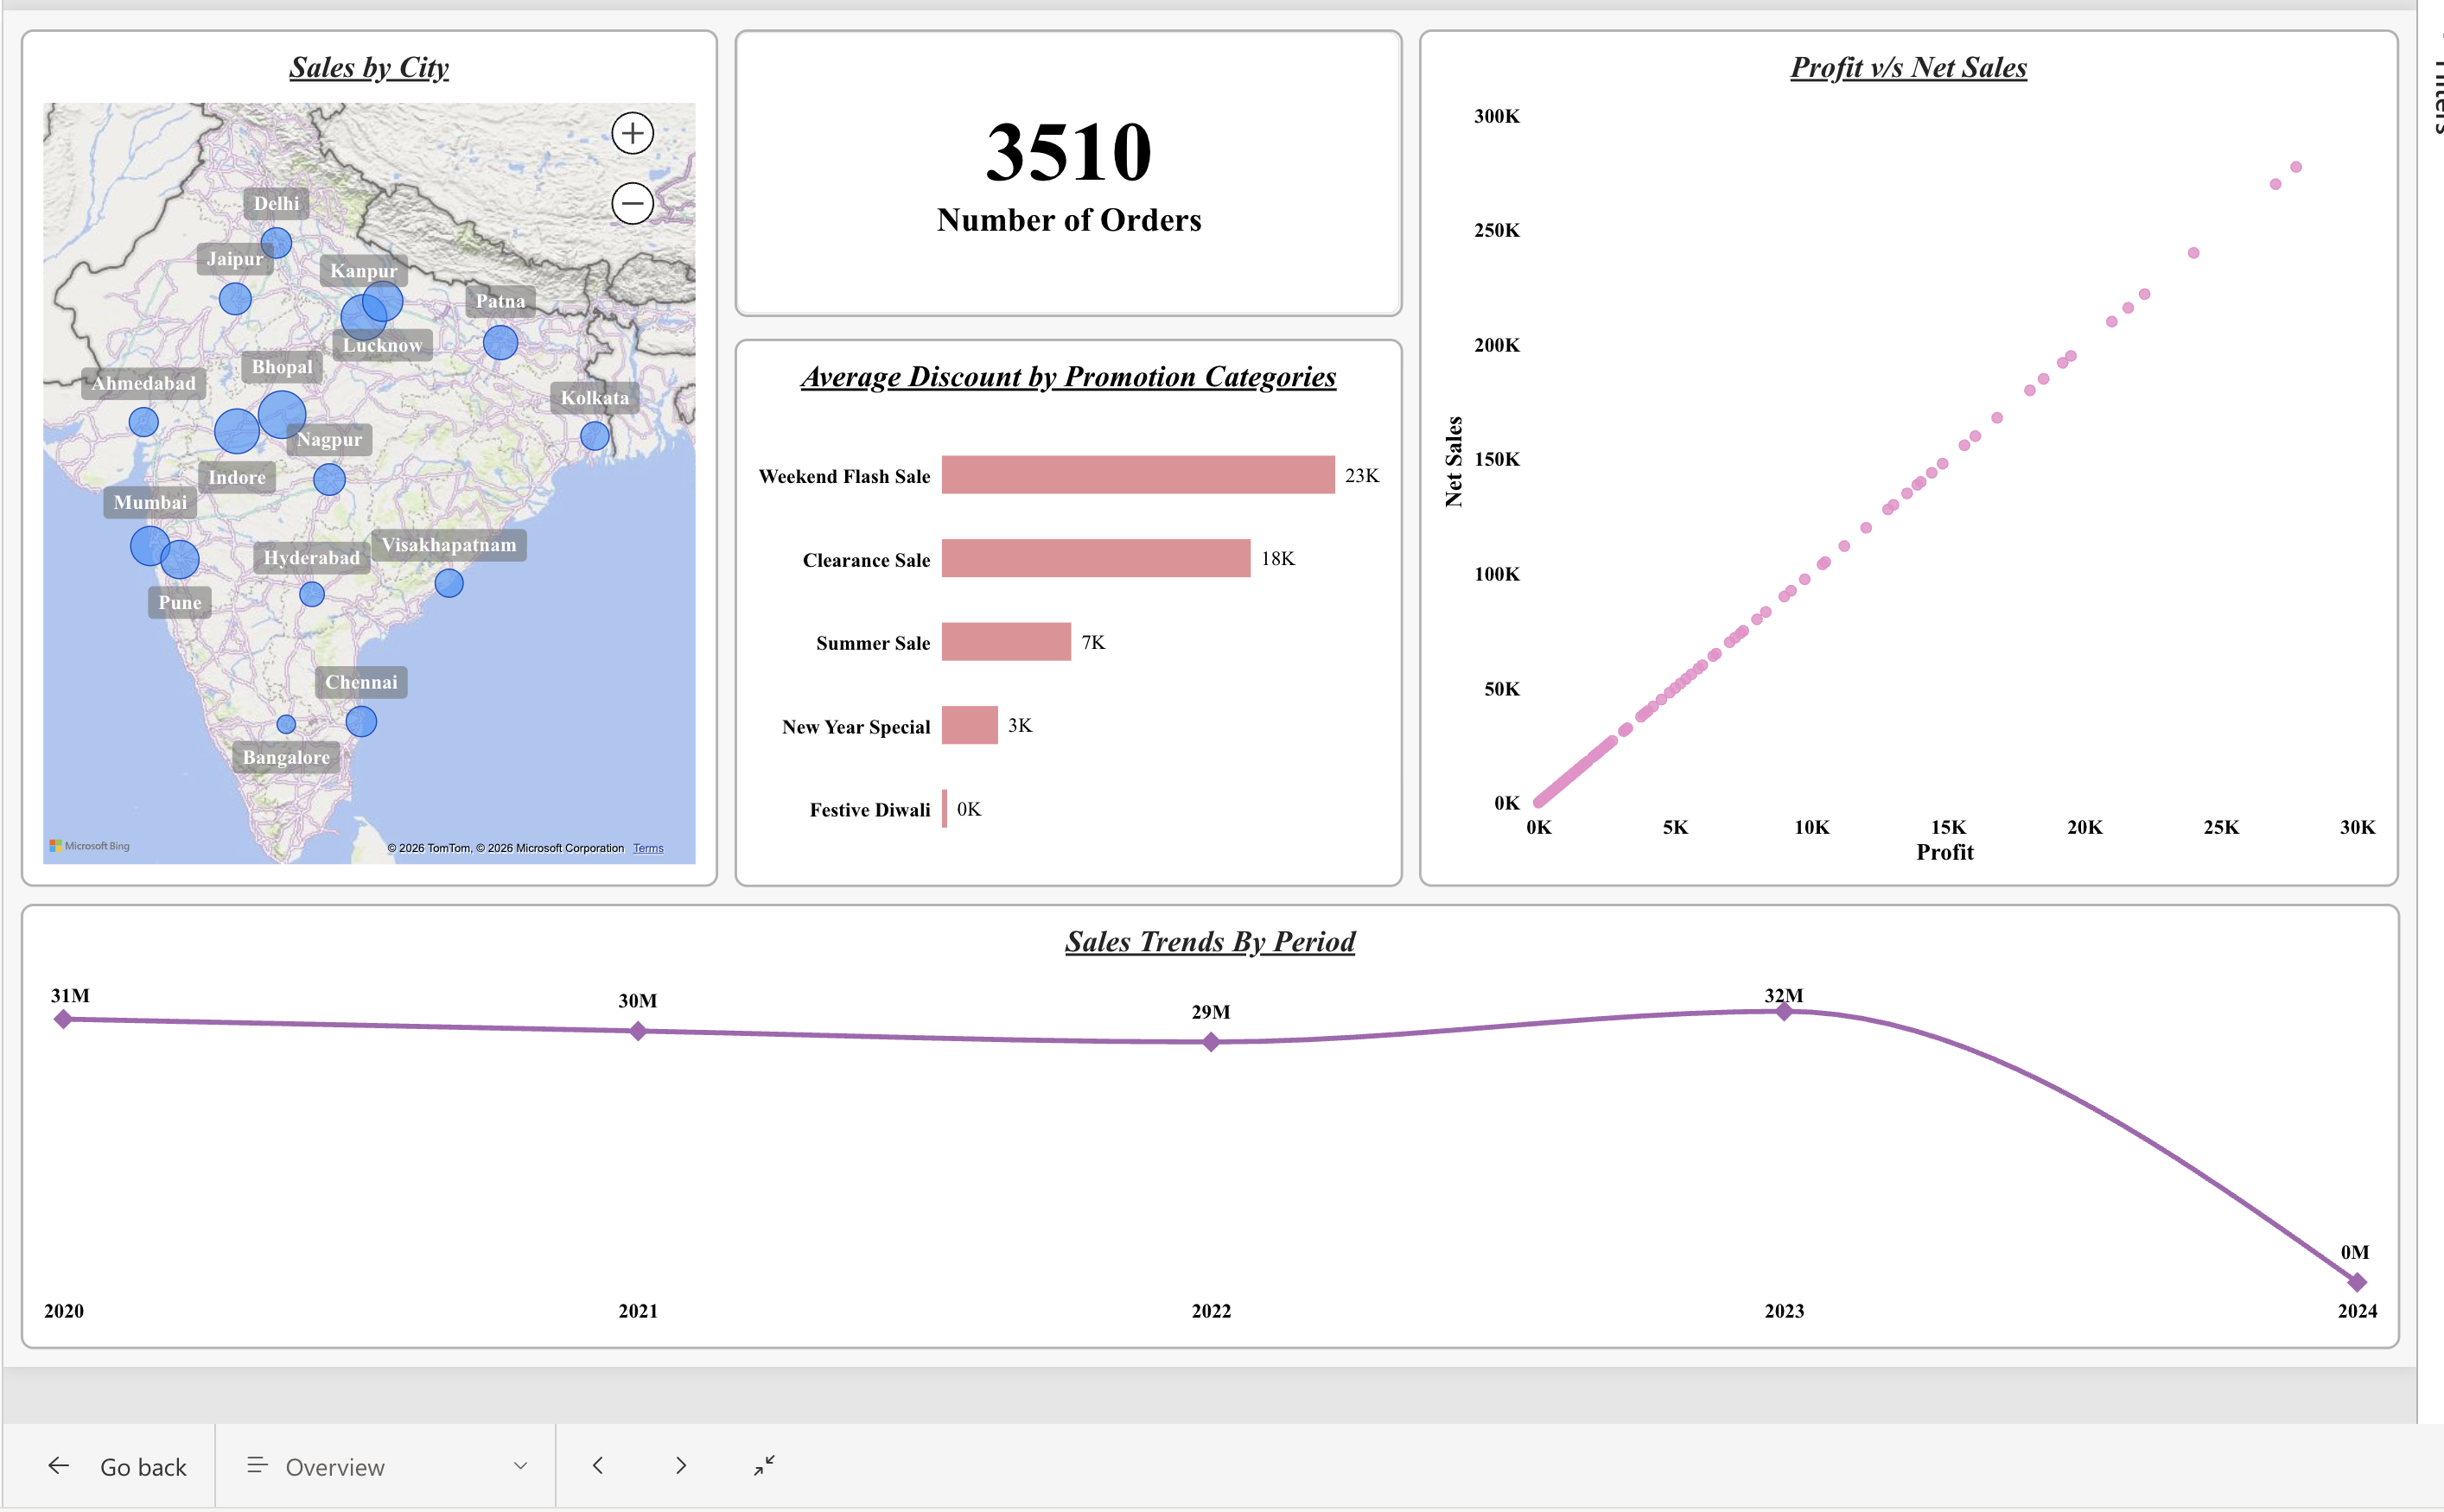 Sales by City
Delhi
Jaipur
Kanpur
Patna
Lucknow
Bhopal
Ahmedabad
Kolkata
Nagpur
Indore
Mumbai
Visakhapatnam
Hyderabad
Pune
Chennai
Bangalore
Microsoft Bing
© 2026 TomTom, © 2026 Microsoft Corporation Terms
3510
Number of Orders
Average Discount by Promotion Categories
Weekend Flash Sale 23K
Clearance Sale 18K
Summer Sale 7K
New Year Special 3K
Festive Diwali 0K
Profit v/s Net Sales
300K
250K
200K
150K
100K
50K
0K
Net Sales
0K 5K 10K 15K 20K 25K 30K
Profit
Filters
Sales Trends By Period
31M 30M 29M 32M 0M
2020 2021 2022 2023 2024
Go back
Overview